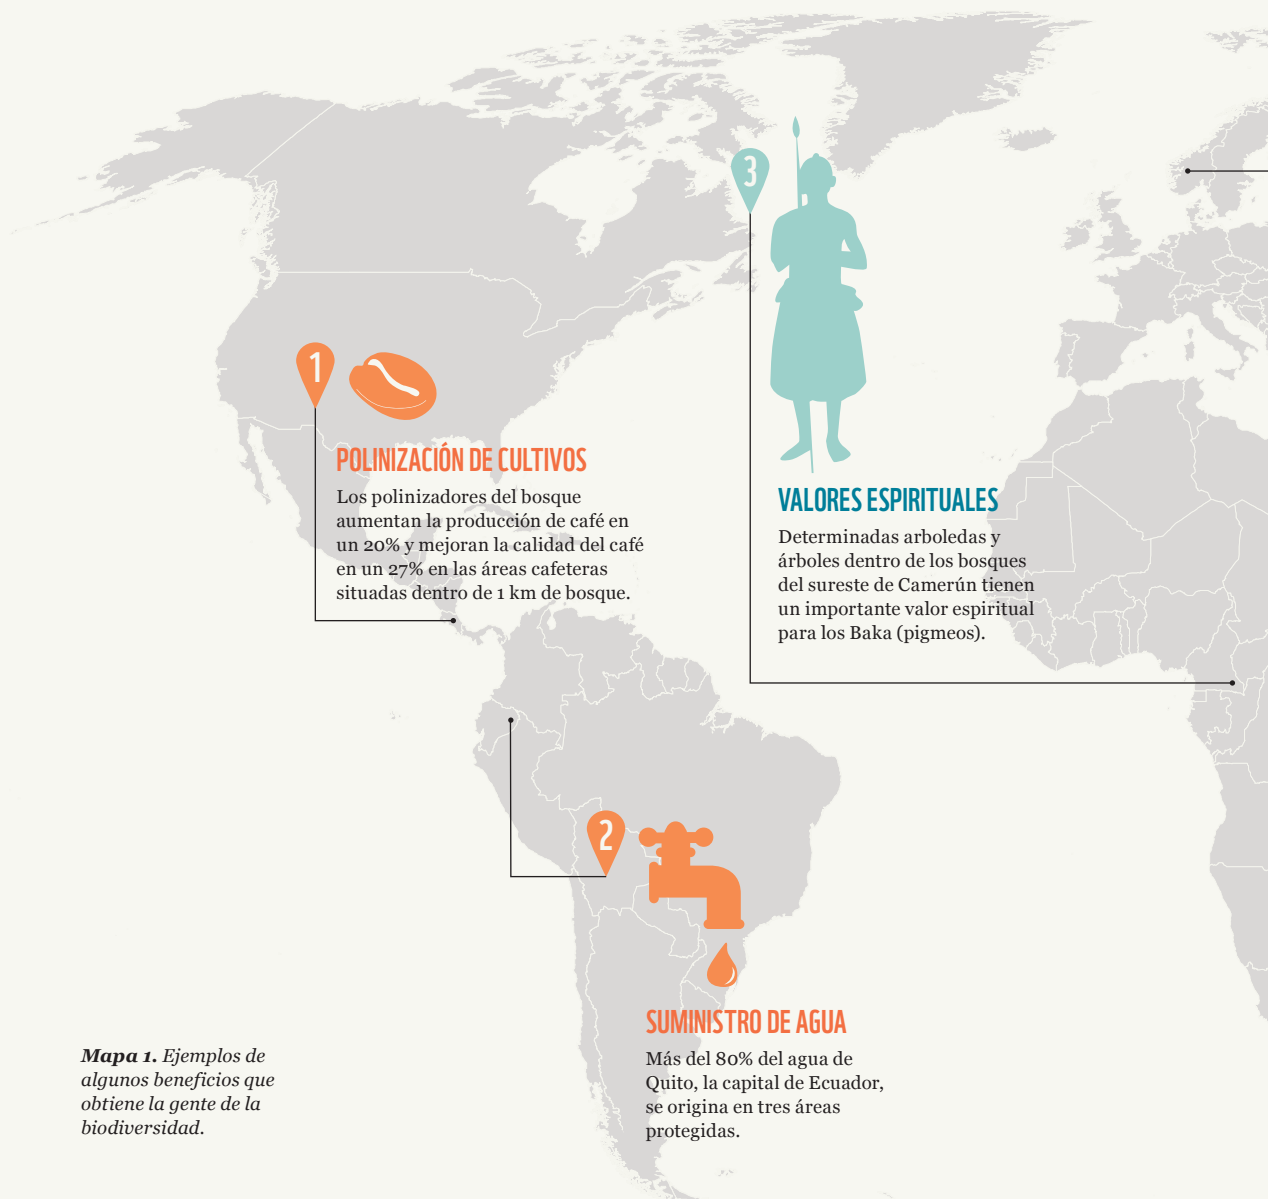 3
1
POLINIZACIÓN DE CULTIVOS
Los polinizadores del bosque
aumentan la producción de café en
un 20% y mejoran la calidad del café
en un 27% en las áreas cafeteras
situadas dentro de 1 km de bosque.
VALORES ESPIRITUALES
Determinadas arboledas y
árboles dentro de los bosques
del sureste de Camerún tienen
un importante valor espiritual
para los Baka (pigmeos).
2
SUMINISTRO DE AGUA
Más del 80% del agua de
Quito, la capital de Ecuador,
se origina en tres áreas
protegidas.
Mapa 1. Ejemplos de
algunos beneficios que
obtiene la gente de la
biodiversidad.